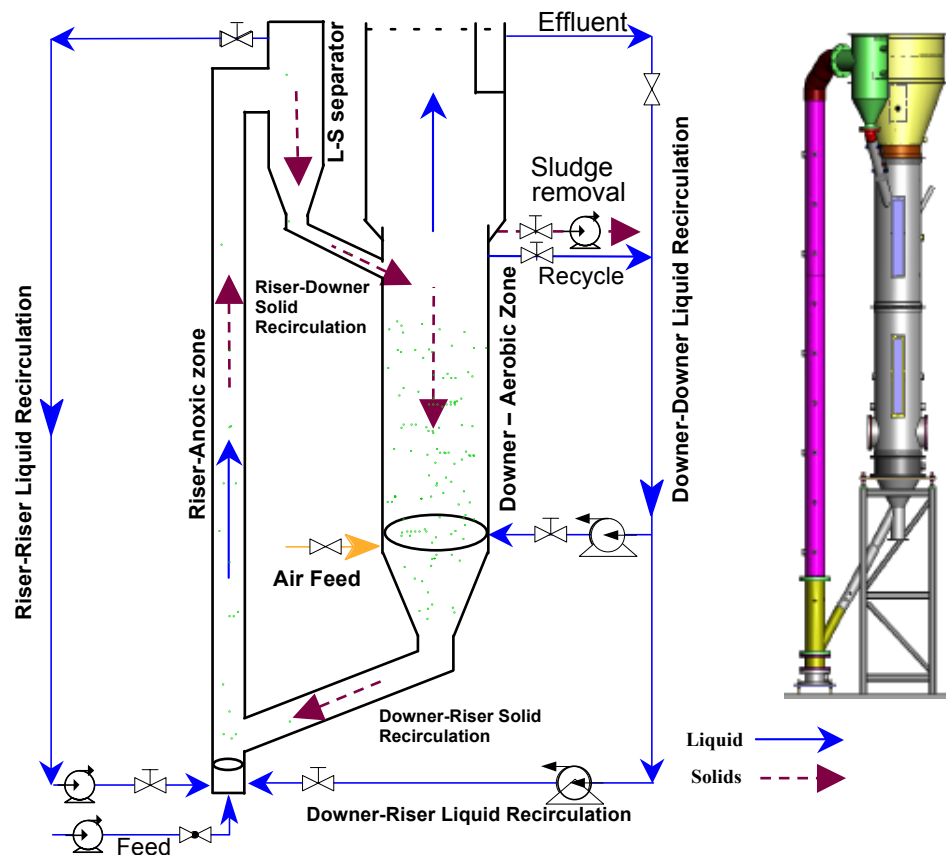 Effluent
L-S separator
Sludge
removal
Recycle
Riser-Downer
Solid
Recirculation
Riser-Riser Liquid Recirculation
Riser-Anoxic zone
Downer – Aerobic Zone
Downer-Downer Liquid Recirculation
Air Feed
Downer-Riser Solid
Recirculation
Liquid
Solids
Downer-Riser Liquid Recirculation
Feed